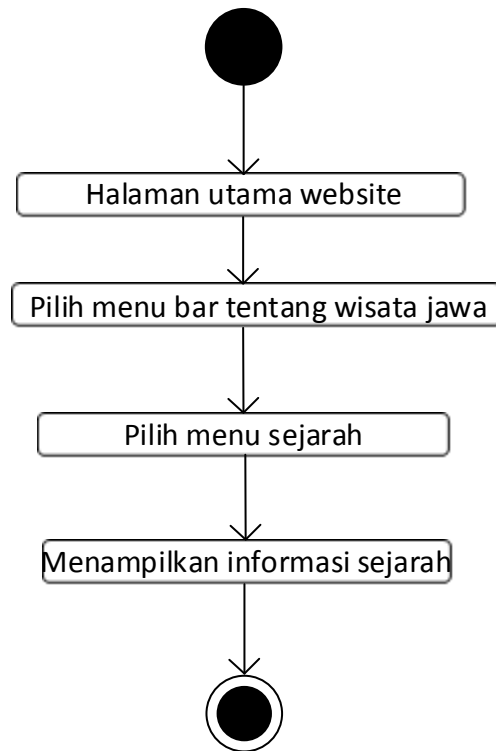 Halaman utama website
Pilih menu bar tentang wisata jawa
Pilih menu sejarah
Menampilkan informasi sejarah